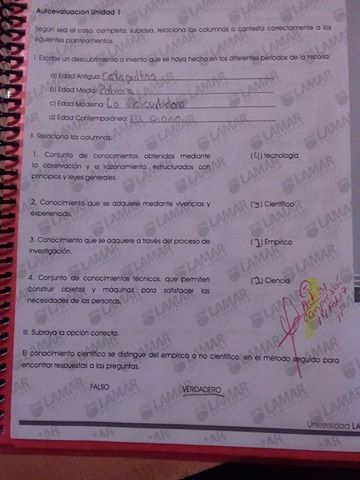 Autoevaluación Unidad 1
Según sea el caso, completa, subraya, relaciona las columnas o contesta correctamente a los
siguientes planteamientos.
I. Escribe un descubrimiento o invento que se haya hecho en los diferentes periodos de la historia:
a) Edad Antigua: Catapultas
b) Edad Media: Polvora
c) Edad Moderna: La
d) Edad Contemporánea:
II. Relaciona las columnas.
1. Conjunto de conocimientos obtenidos mediante
la observación y el razonamiento, estructurados con
principios y leyes generales.
(4) tecnología
2. Conocimiento que se adquiere mediante vivencias y
experiencias.
(3) Científico
3. Conocimiento que se adquiere a través del proceso de
investigación.
Empírico
4. Conjunto de conocimientos técnicos, que permiten
construir objetos y máquinas para satisfacer las
necesidades de las personas.
Ciencia
III. Subraya la opción correcta.
El conocimiento científico se distingue del empírico o no científico, en el método seguido para
encontrar respuestas a las preguntas.
FALSO VERDADERO
Universidad LA
LAMAR